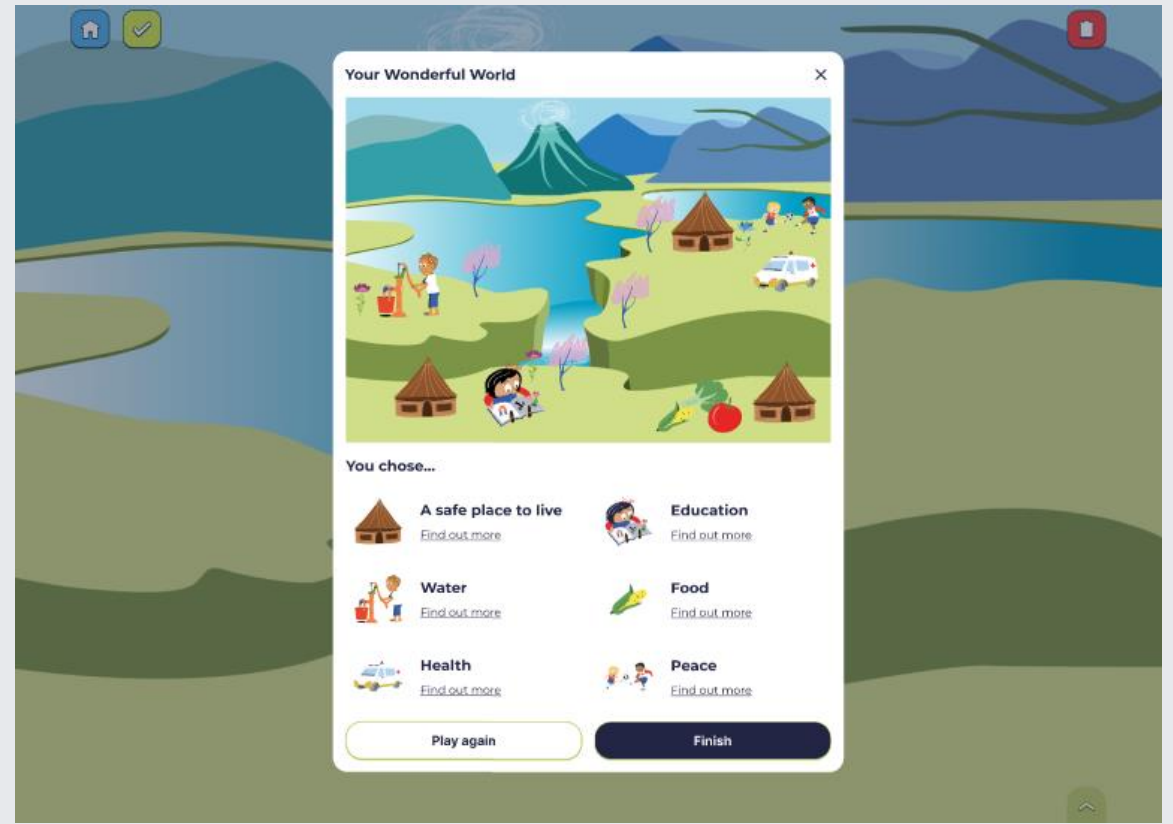 Your Wonderful World
You chose...
A safe place to live
Find out more
Education
Find out more
Water
Find out more
Food
Find out more
Health
Find out more
Peace
Find out more
Play again
Finish